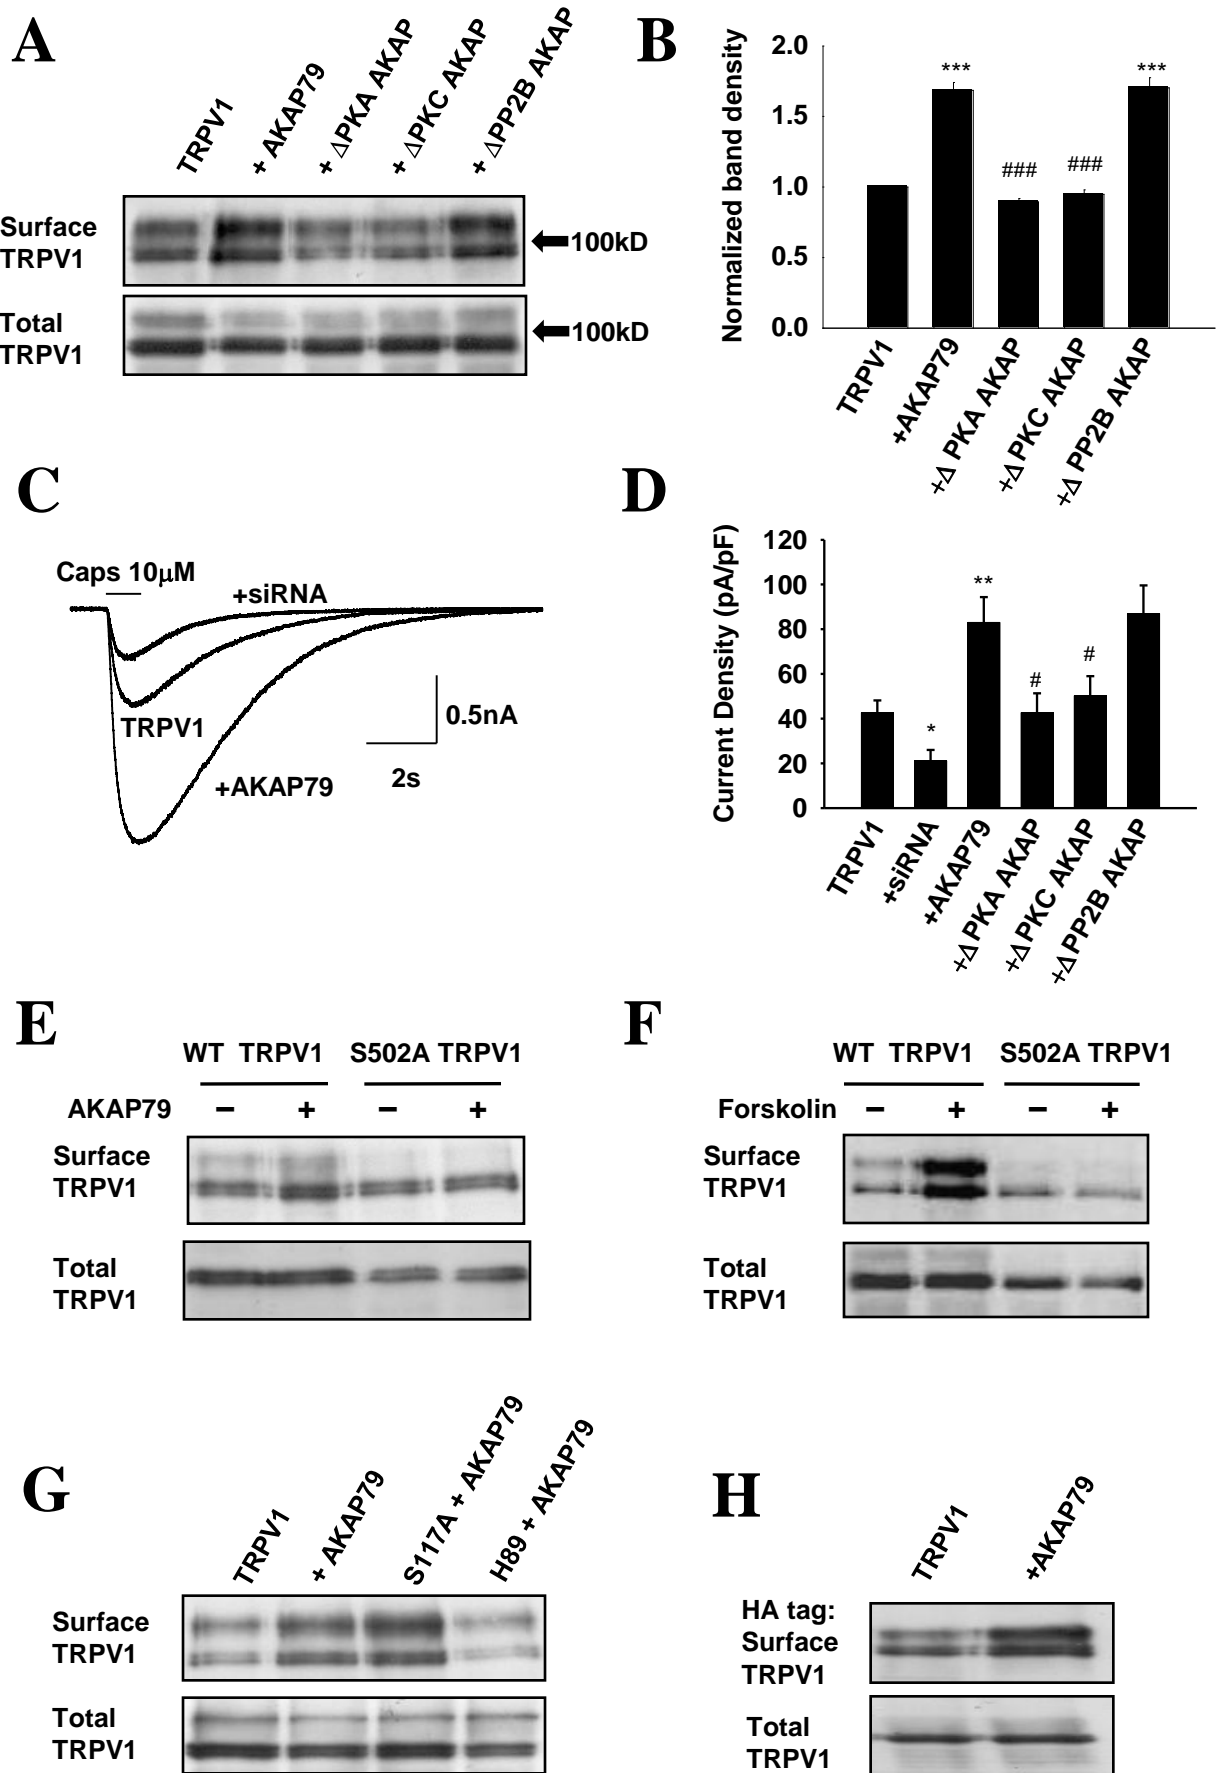 A
TRPV1
+ AKAP79
+ ΔPKA AKAP
+ ΔPKC AKAP
+ ΔPP2B AKAP
Surface
TRPV1
100kD
Total
TRPV1
100kD
B
Normalized band density
2.0
1.5
1.0
0.5
0.0
***
###
###
***
TRPV1
+AKAP79
+Δ PKA AKAP
+Δ PKC AKAP
+Δ PP2B AKAP
C
Caps 10μM
+siRNA
TRPV1
+AKAP79
0.5nA
2s
D
Current Density (pA/pF)
120
100
80
60
40
20
0
*
**
#
#
TRPV1
+siRNA
+AKAP79
+Δ PKA AKAP
+Δ PKC AKAP
+Δ PP2B AKAP
E
WT TRPV1 S502A TRPV1
AKAP79 – + – +
Surface
TRPV1
Total
TRPV1
F
WT TRPV1 S502A TRPV1
Forskolin – + – +
Surface
TRPV1
Total
TRPV1
G
TRPV1
+ AKAP79
S117A + AKAP79
H89 + AKAP79
Surface
TRPV1
Total
TRPV1
H
TRPV1
+AKAP79
HA tag:
Surface
TRPV1
Total
TRPV1